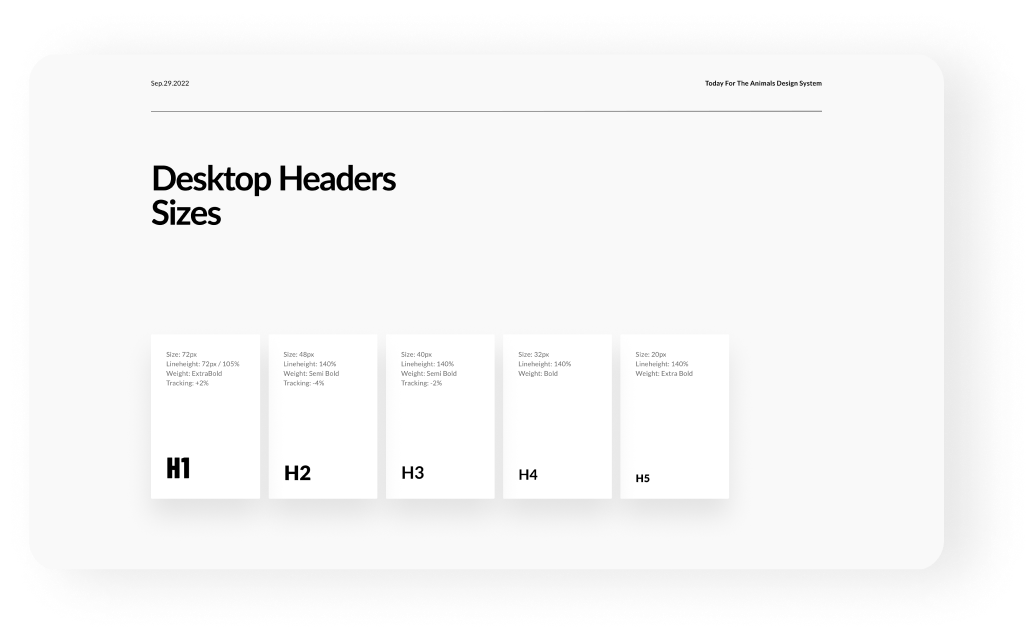 Sep.29.2022
Today For The Animals Design System
Desktop Headers
Sizes
Size: 72px
Lineheight: 72px / 105%
Weight: ExtraBold
Tracking: +2%
H1
Size: 48px
Lineheight: 140%
Weight: Semi Bold
Tracking: -4%
H2
Size: 40px
Lineheight: 140%
Weight: Semi Bold
Tracking: -2%
H3
Size: 32px
Lineheight: 140%
Weight: Bold
H4
Size: 20px
Lineheight: 140%
Weight: Extra Bold
H5